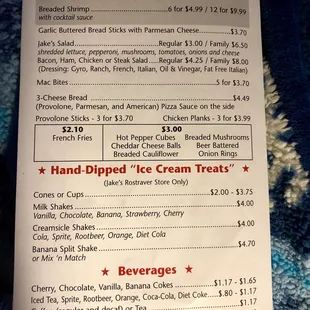 Breaded Shrimp 6 for $4.99 / 12 for $9.99
with cocktail sauce
Garlic Buttered Bread Sticks with Parmesan Cheese $3.70
Jake's Salad Regular $3.00 / Family $6.50
shredded lettuce, pepperoni, mushrooms, tomatoes, onions and cheese
Bacon, Ham, Chicken or Steak Salad Regular $4.25 / Family $8.00
(Dressing: Gyro, Ranch, French, Italian, Oil & Vinegar, Fat Free Italian)
Mac Bites 5 for $3.70
3-Cheese Bread $4.49
(Provolone, Parmesan, and American) Pizza Sauce on the side
Provolone Sticks - 3 for $3.70 Chicken Planks - 3 for $3.99
$2.10 $3.00
French Fries Hot Pepper Cubes Breaded Mushrooms
Cheddar Cheese Balls Beer Battered
Breaded Cauliflower Onion Rings
★ Hand-Dipped "Ice Cream Treats" ★
(Jake's Rostraver Store Only)
Cones or Cups $2.00 - $3.75
Milk Shakes $4.00
Vanilla, Chocolate, Banana, Strawberry, Cherry
Creamsicle Shakes $4.00
Cola, Sprite, Rootbeer, Orange, Diet Cola
Banana Split Shake $4.70
or Mix 'n Match
★ Beverages ★
Cherry, Chocolate, Vanilla, Banana Cokes $1.17 - $1.65
Iced Tea, Sprite, Rootbeer, Orange, Coca-Cola, Diet Coke $.80 - $1.17
(regular and decaf) or Tea $1.17